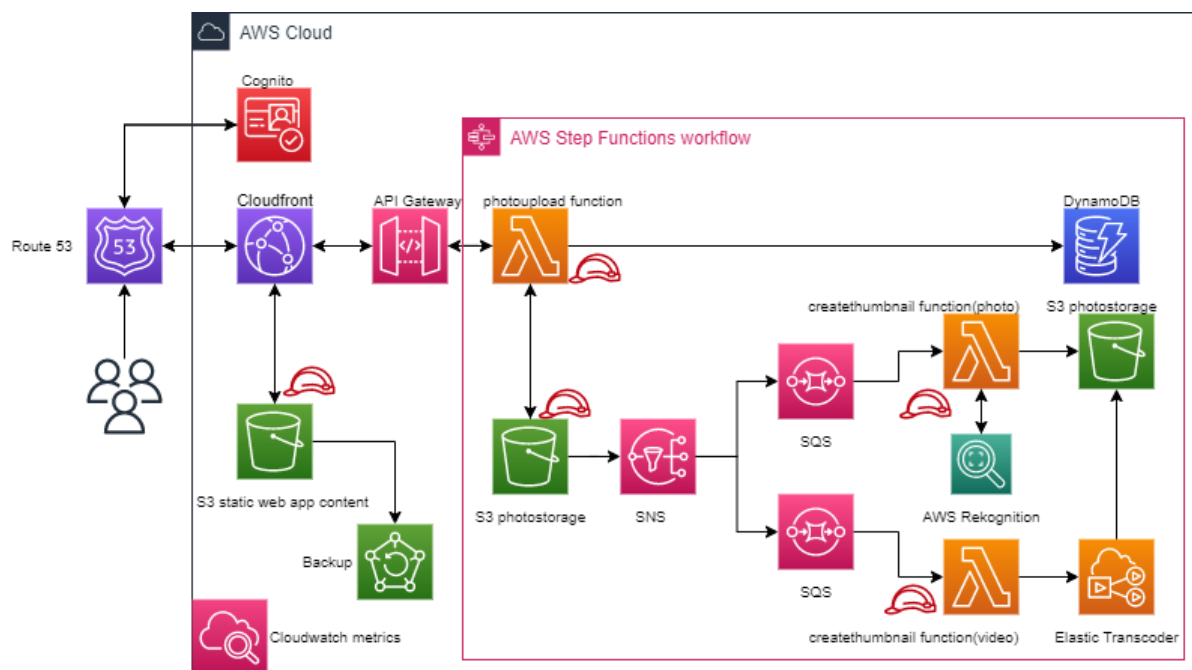 AWS Cloud
Cognito
AWS Step Functions workflow
Cloudfront
API Gateway
photoupload function
DynamoDB
Route 53
53
createthumbnail function(photo)
S3 photostorage
SQS
S3 static web app content
S3 photostorage
SNS
AWS Rekognition
Backup
SQS
Cloudwatch metrics
createthumbnail function(video)
Elastic Transcoder